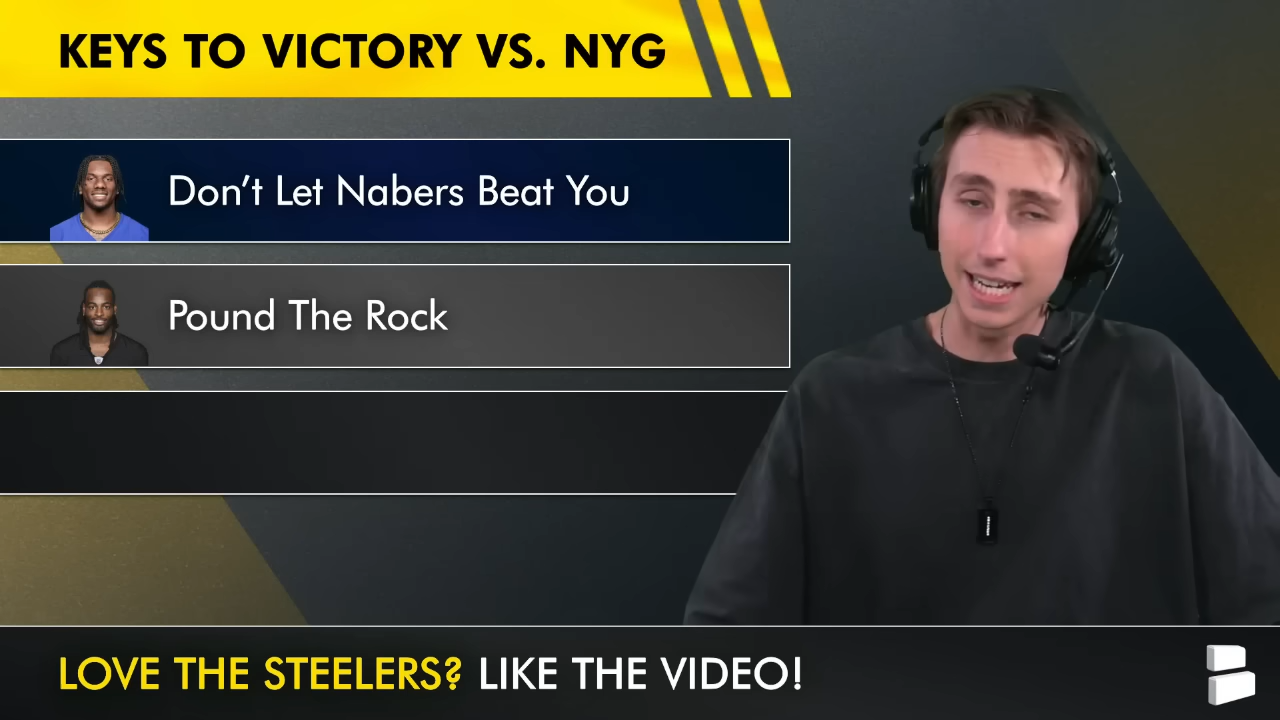 KEYS TO VICTORY VS. NYG
Don't Let Nabers Beat You
Pound The Rock
LOVE THE STEELERS? LIKE THE VIDEO!